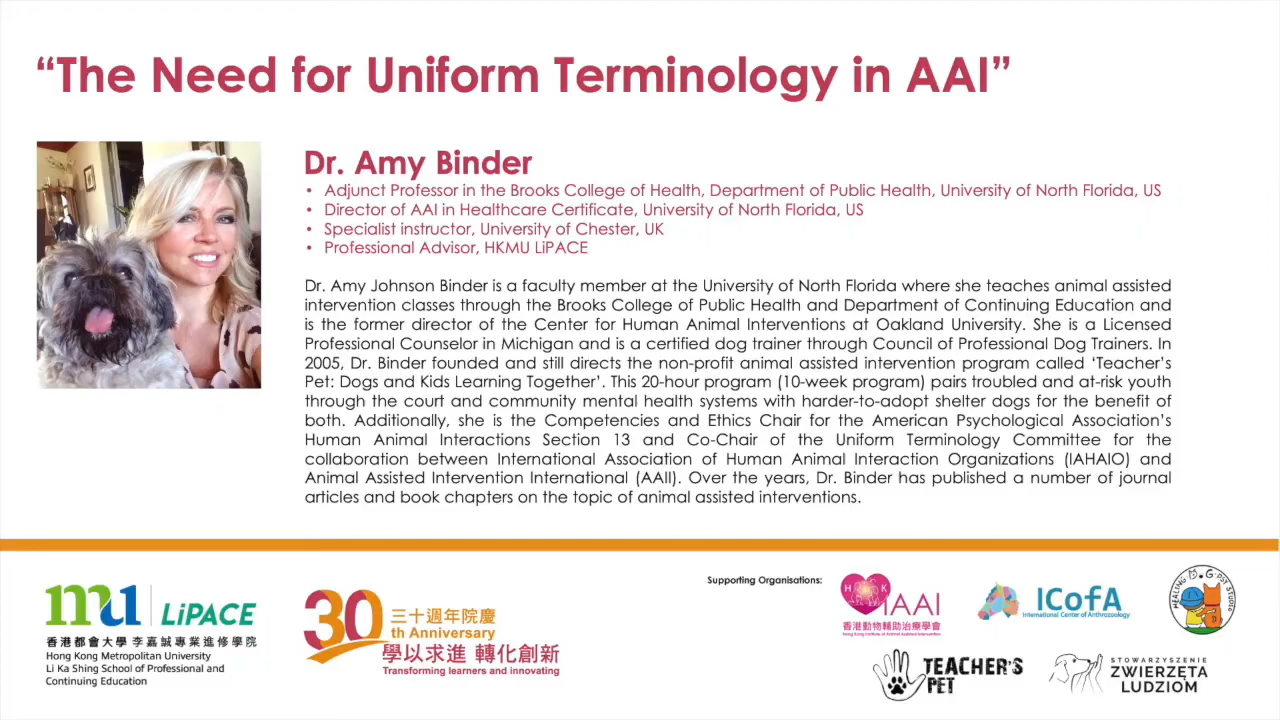 “The Need for Uniform Terminology in AAI”
Dr. Amy Binder
• Adjunct Professor in the Brooks College of Health, Department of Public Health, University of North Florida, US
• Director of AAI in Healthcare Certificate, University of North Florida, US
• Specialist instructor, University of Chester, UK
• Professional Advisor, HKMU LiPACE
Dr. Amy Johnson Binder is a faculty member at the University of North Florida where she teaches animal assisted
intervention classes through the Brooks College of Public Health and Department of Continuing Education and
is the former director of the Center for Human Animal Interventions at Oakland University. She is a Licensed
Professional Counselor in Michigan and is a certified dog trainer through Council of Professional Dog Trainers. In
2005, Dr. Binder founded and still directs the non-profit animal assisted intervention program called ‘Teacher’s
Pet: Dogs and Kids Learning Together’. This 20-hour program (10-week program) pairs troubled and at-risk youth
through the court and community mental health systems with harder-to-adopt shelter dogs for the benefit of
both. Additionally, she is the Competencies and Ethics Chair for the American Psychological Association’s
Human Animal Interactions Section 13 and Co-Chair of the Uniform Terminology Committee for the
collaboration between International Association of Human Animal Interaction Organizations (IAHAIO) and
Animal Assisted Intervention International (AAII). Over the years, Dr. Binder has published a number of journal
articles and book chapters on the topic of animal assisted interventions.
mu LiPACE
香港都會大學 李嘉誠專業進修學院
Hong Kong Metropolitan University
Li Ka Shing School of Professional and
Continuing Education
30 三十週年院慶
th Anniversary
學以求進 轉化創新
Transforming learners and innovating
Supporting Organisations:
HK IAAI
香港動物輔助治療學會
Hong Kong Institute of Animal Assisted Intervention
ICofA
International Center of Anthrozoology
TEACHER'S
PET
STOWARZYSZENIE
ZWIERZĘTA
LUDZIOM